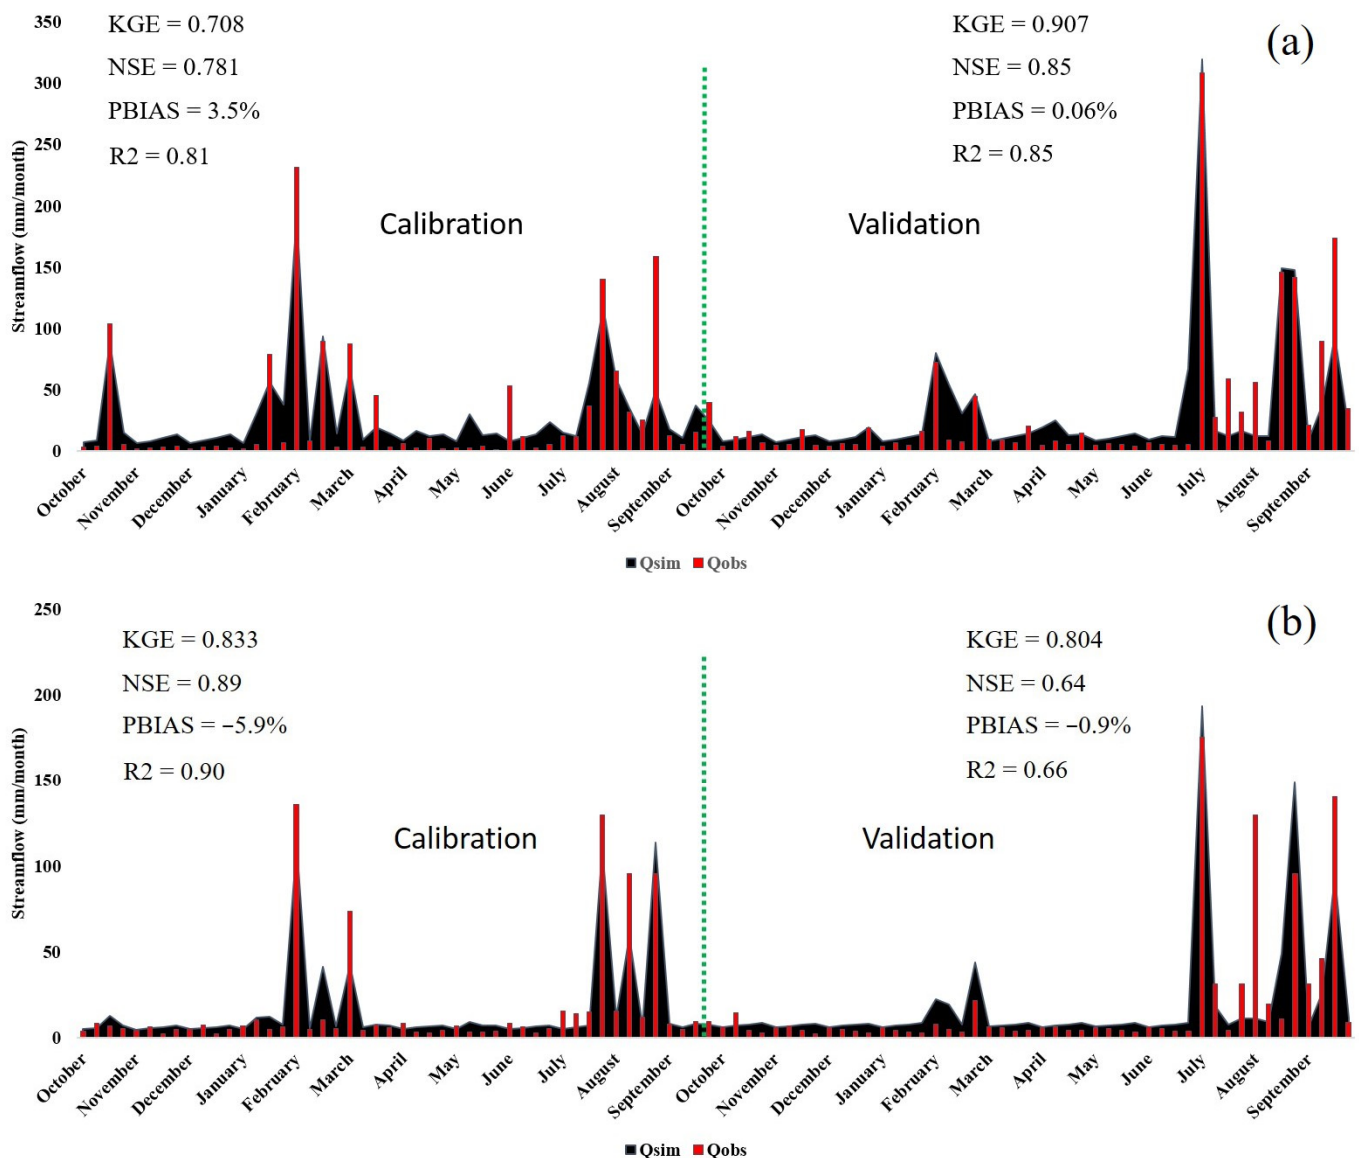 350
300
250
200
150
100
50
0
Streamflow (mm/month)
KGE = 0.708
NSE = 0.781
PBIAS = 3.5%
R2 = 0.81
Calibration
KGE = 0.907
NSE = 0.85
PBIAS = 0.06%
R2 = 0.85
Validation
(a)
October November December January February March April May June July August September October November December January February March April May June July August September
Qsim Qobs
250
200
150
100
50
0
Streamflow (mm/month)
KGE = 0.833
NSE = 0.89
PBIAS = −5.9%
R2 = 0.90
Calibration
KGE = 0.804
NSE = 0.64
PBIAS = −0.9%
R2 = 0.66
Validation
(b)
October November December January February March April May June July August September October November December January February March April May June July August September
Qsim Qobs